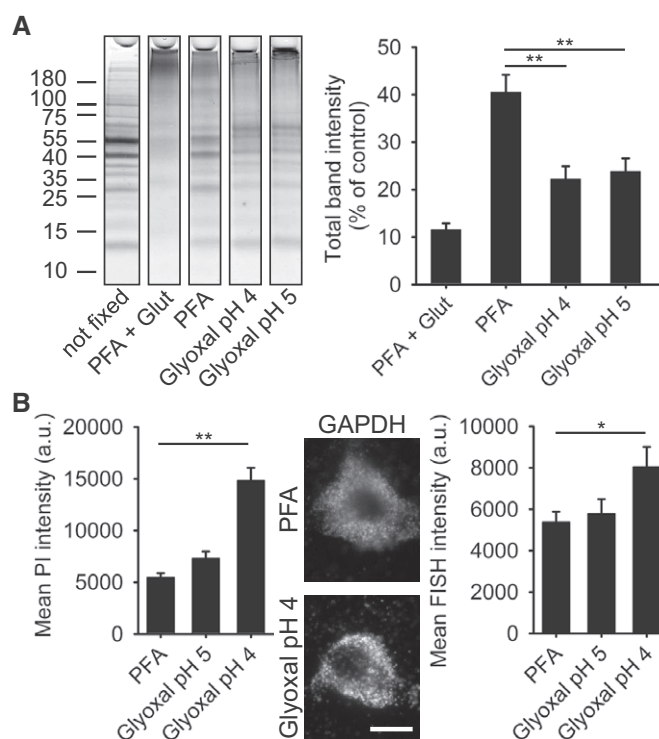 A
180
100
75
55
40
35
25
15
10
not fixed
PFA + Glut
PFA
Glyoxal pH 4
Glyoxal pH 5
Total band intensity
(% of control)
50
40
30
20
10
0
**
**
PFA + Glut
PFA
Glyoxal pH 4
Glyoxal pH 5
B
Mean PI intensity (a.u.)
20000
15000
10000
5000
0
**
PFA
Glyoxal pH 5
Glyoxal pH 4
GAPDH
PFA
Glyoxal pH 4
Mean FISH intensity (a.u.)
10000
8000
6000
4000
2000
0
*
PFA
Glyoxal pH 5
Glyoxal pH 4